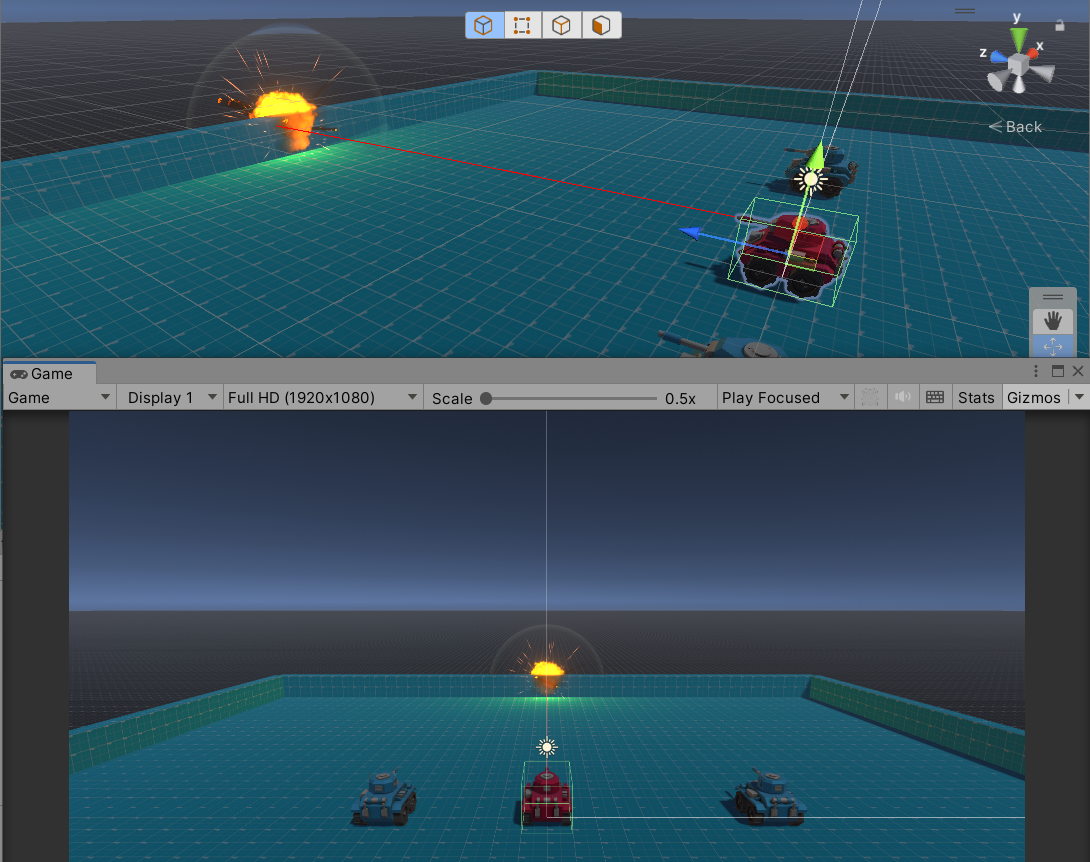 y
z x
Back
Game
Game Display 1 Full HD (1920x1080) Scale 0.5x Play Focused Stats Gizmos